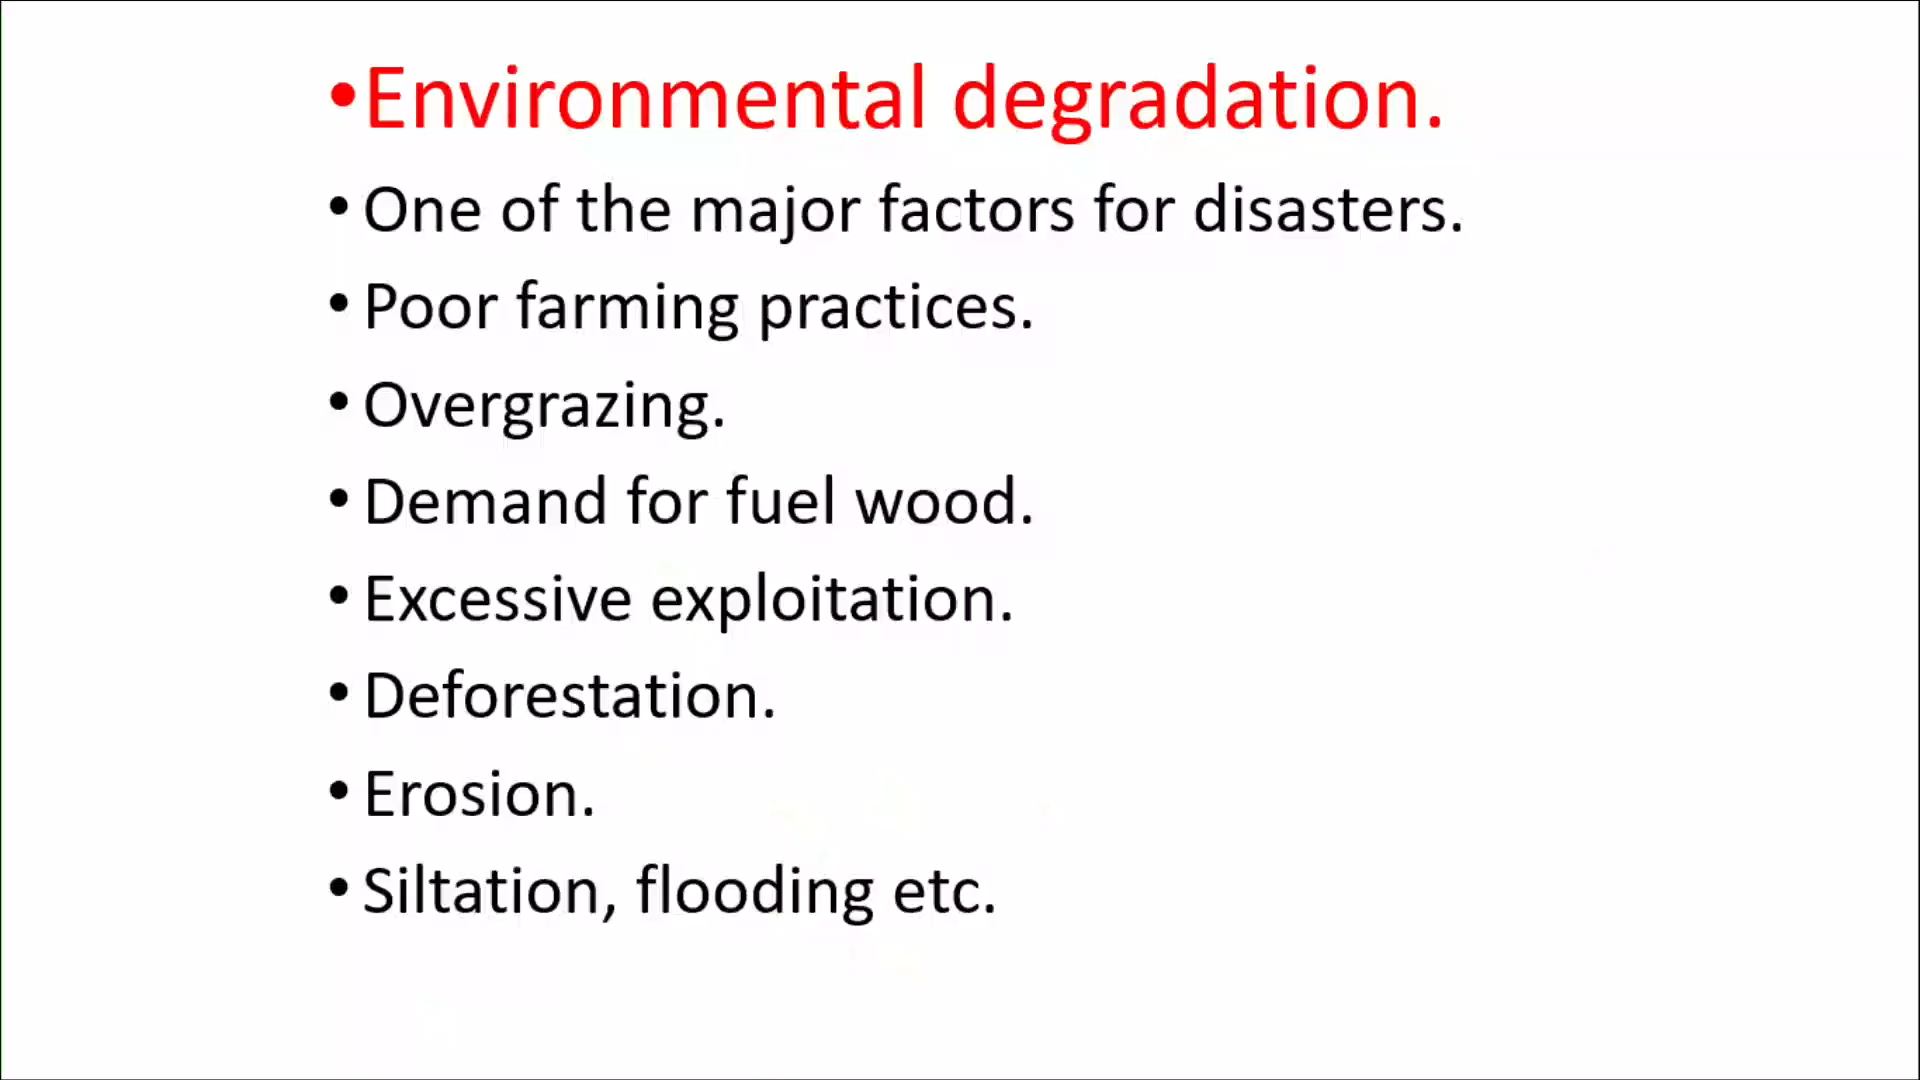 •Environmental degradation.
• One of the major factors for disasters.
• Poor farming practices.
• Overgrazing.
• Demand for fuel wood.
• Excessive exploitation.
• Deforestation.
• Erosion.
• Siltation, flooding etc.